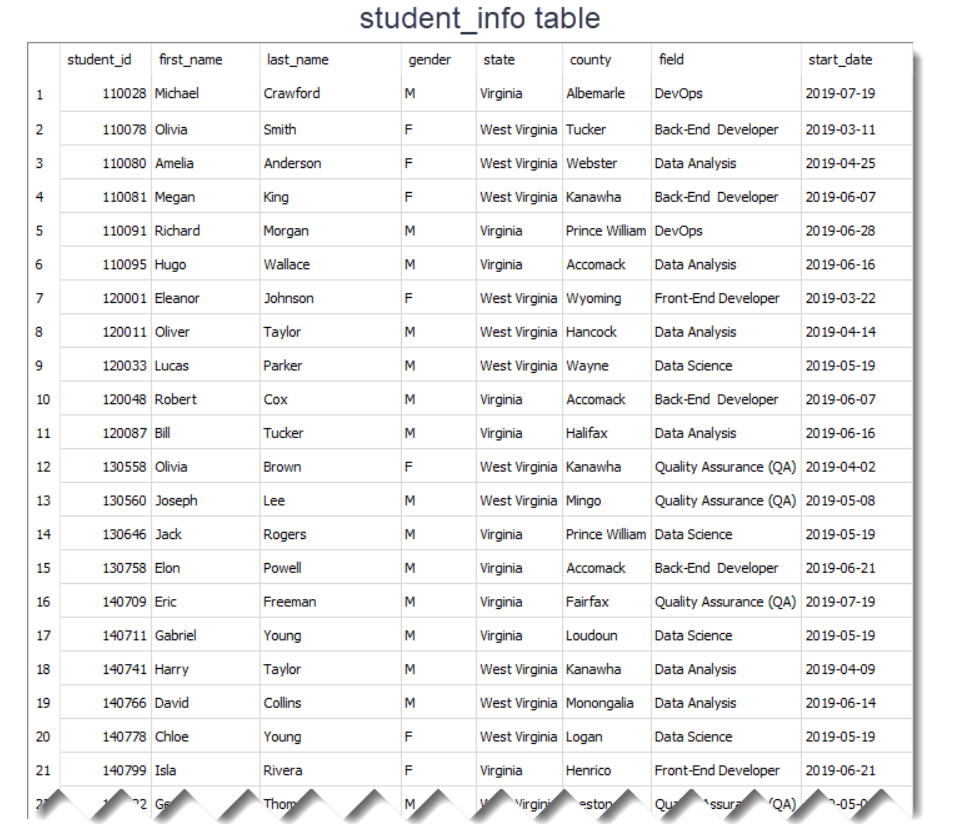 student_info table
student_id first_name last_name gender state county field start_date
1 110028 Michael Crawford M Virginia Albemarle DevOps 2019-07-19
2 110078 Olivia Smith F West Virginia Tucker Back-End Developer 2019-03-11
3 110080 Amelia Anderson F West Virginia Webster Data Analysis 2019-04-25
4 110081 Megan King F West Virginia Kanawha Back-End Developer 2019-06-07
5 110091 Richard Morgan M Virginia Prince William DevOps 2019-06-28
6 110095 Hugo Wallace M Virginia Accomack Data Analysis 2019-06-16
7 120001 Eleanor Johnson F West Virginia Wyoming Front-End Developer 2019-03-22
8 120011 Oliver Taylor M West Virginia Hancock Data Analysis 2019-04-14
9 120033 Lucas Parker M West Virginia Wayne Data Science 2019-05-19
10 120048 Robert Cox M Virginia Accomack Back-End Developer 2019-06-07
11 120087 Bill Tucker M Virginia Halifax Data Analysis 2019-06-16
12 130558 Olivia Brown F West Virginia Kanawha Quality Assurance (QA) 2019-04-02
13 130560 Joseph Lee M West Virginia Mingo Quality Assurance (QA) 2019-05-08
14 130646 Jack Rogers M Virginia Prince William Data Science 2019-05-19
15 130758 Elon Powell M Virginia Accomack Back-End Developer 2019-06-21
16 140709 Eric Freeman M Virginia Fairfax Quality Assurance (QA) 2019-07-19
17 140711 Gabriel Young M Virginia Loudoun Data Science 2019-05-19
18 140741 Harry Taylor M West Virginia Kanawha Data Analysis 2019-04-09
19 140766 David Collins M West Virginia Monongalia Data Analysis 2019-06-14
20 140778 Chloe Young F West Virginia Logan Data Science 2019-05-19
21 140799 Isla Rivera F Virginia Henrico Front-End Developer 2019-06-21
M (QA)